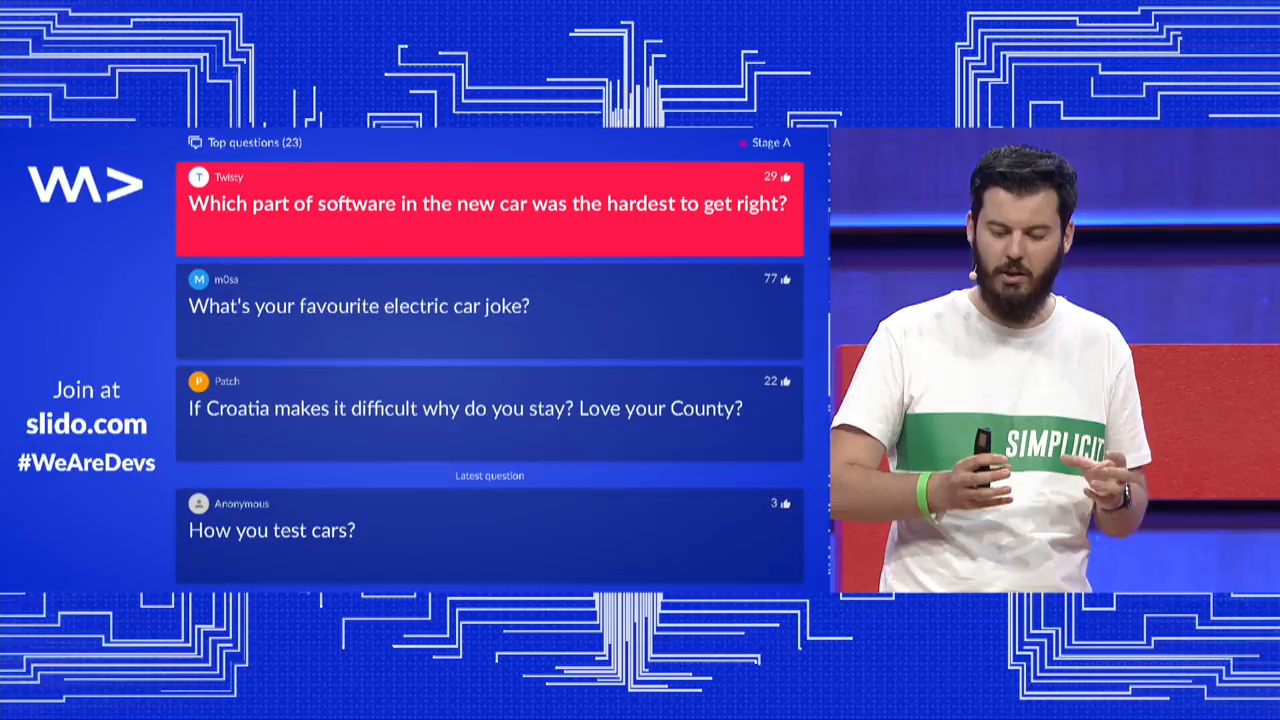 Top questions (23)
Stage A
WA>
T Twisty
29
Which part of software in the new car was the hardest to get right?
M m0sa
77
What's your favourite electric car joke?
P Patch
22
If Croatia makes it difficult why do you stay? Love your County?
Join at
slido.com
#WeAreDevs
Latest question
Anonymous
3
How you test cars?
SIMPLICIT